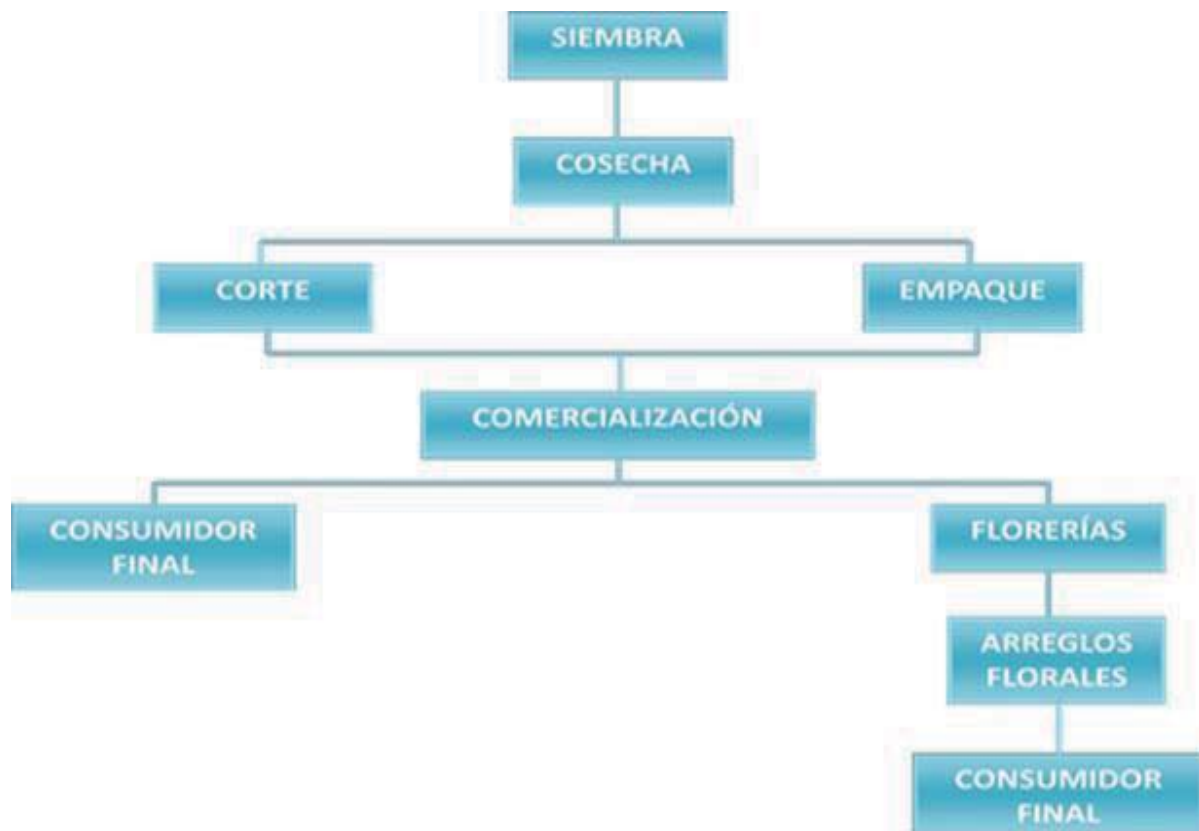 SIEMBRA
COSECHA
CORTE
EMPAQUE
COMERCIALIZACIÓN
CONSUMIDOR
FINAL
FLORERÍAS
ARREGLOS
FLORALES
CONSUMIDOR
FINAL